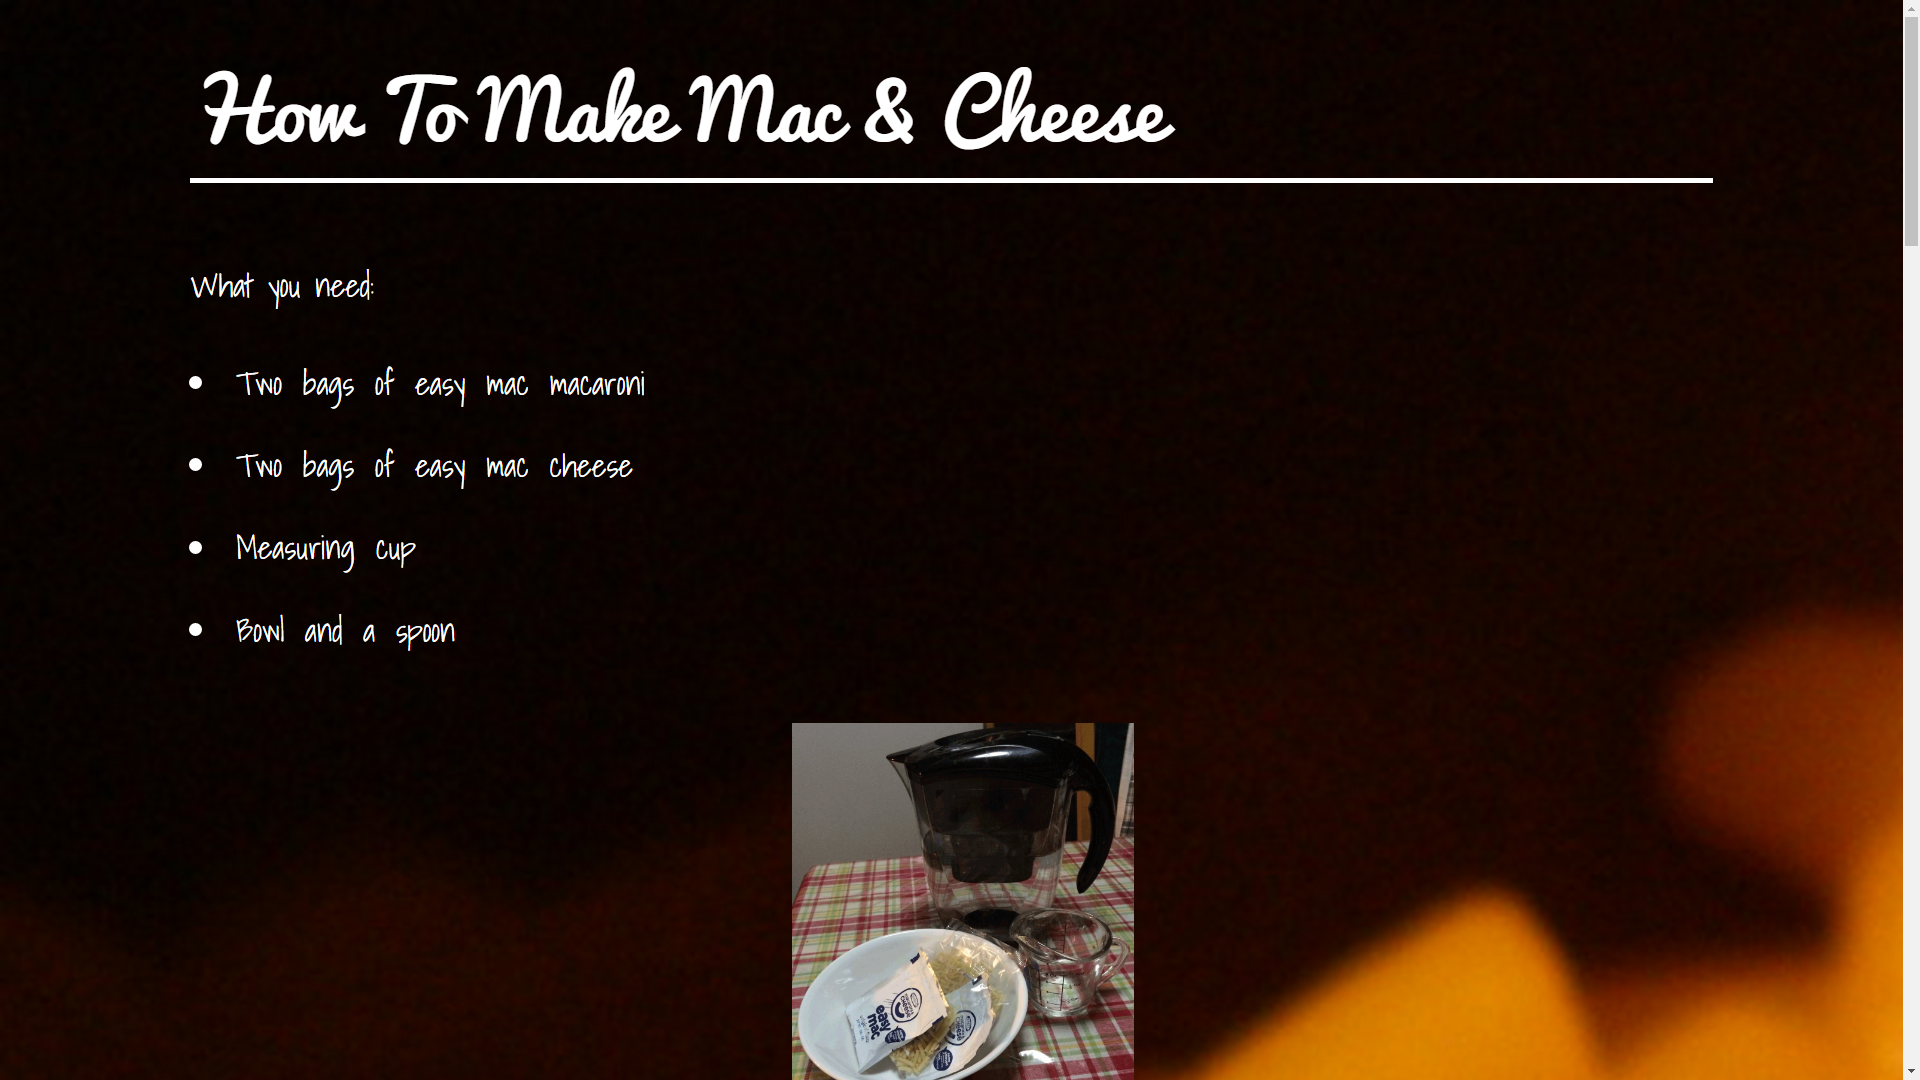 How To Make Mac & Cheese
What you need:
Two bags of easy mac macaroni
Two bags of easy mac cheese
Measuring cup
Bowl and a spoon
easy
mac
CHEESE